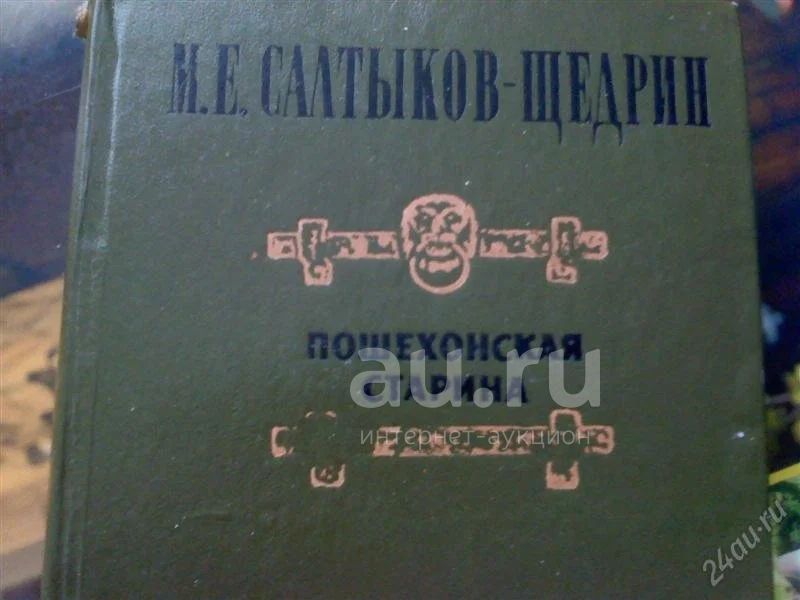 М.Е. САЛТЫКОВ-ЩЕДРИН
ПОШЕХОНСКАЯ
СТАРИНА
au.ru
интернет-аукцион
24au.ru